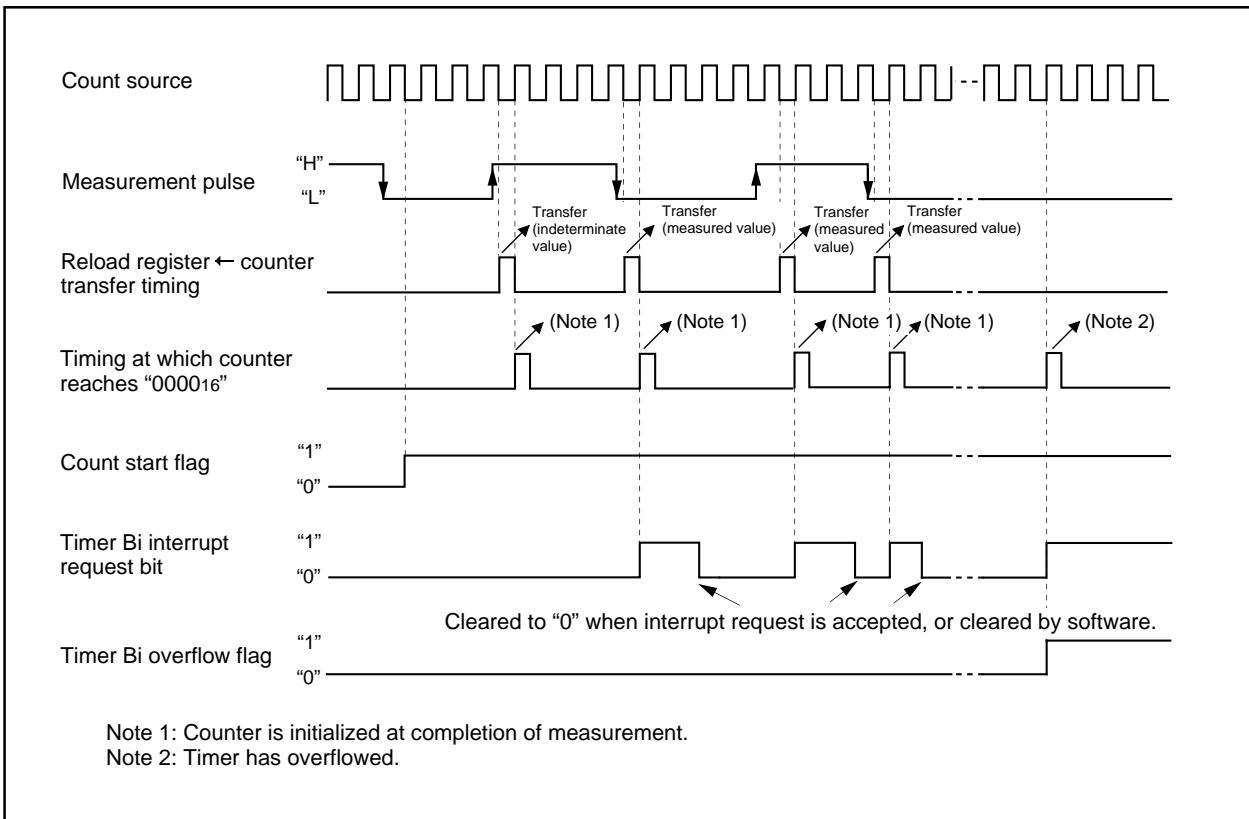 Count source
“H”
Measurement pulse
“L”
Transfer
(indeterminate
value)
Transfer
(measured value)
Transfer
(measured
value)
Transfer
(measured value)
Reload register ← counter
transfer timing
(Note 1)
(Note 1)
(Note 1)
(Note 1)
(Note 2)
Timing at which counter
reaches “000016”
“1”
Count start flag
“0”
Timer Bi interrupt
request bit
“1”
“0”
Cleared to “0” when interrupt request is accepted, or cleared by software.
“1”
Timer Bi overflow flag
“0”
Note 1: Counter is initialized at completion of measurement.
Note 2: Timer has overflowed.